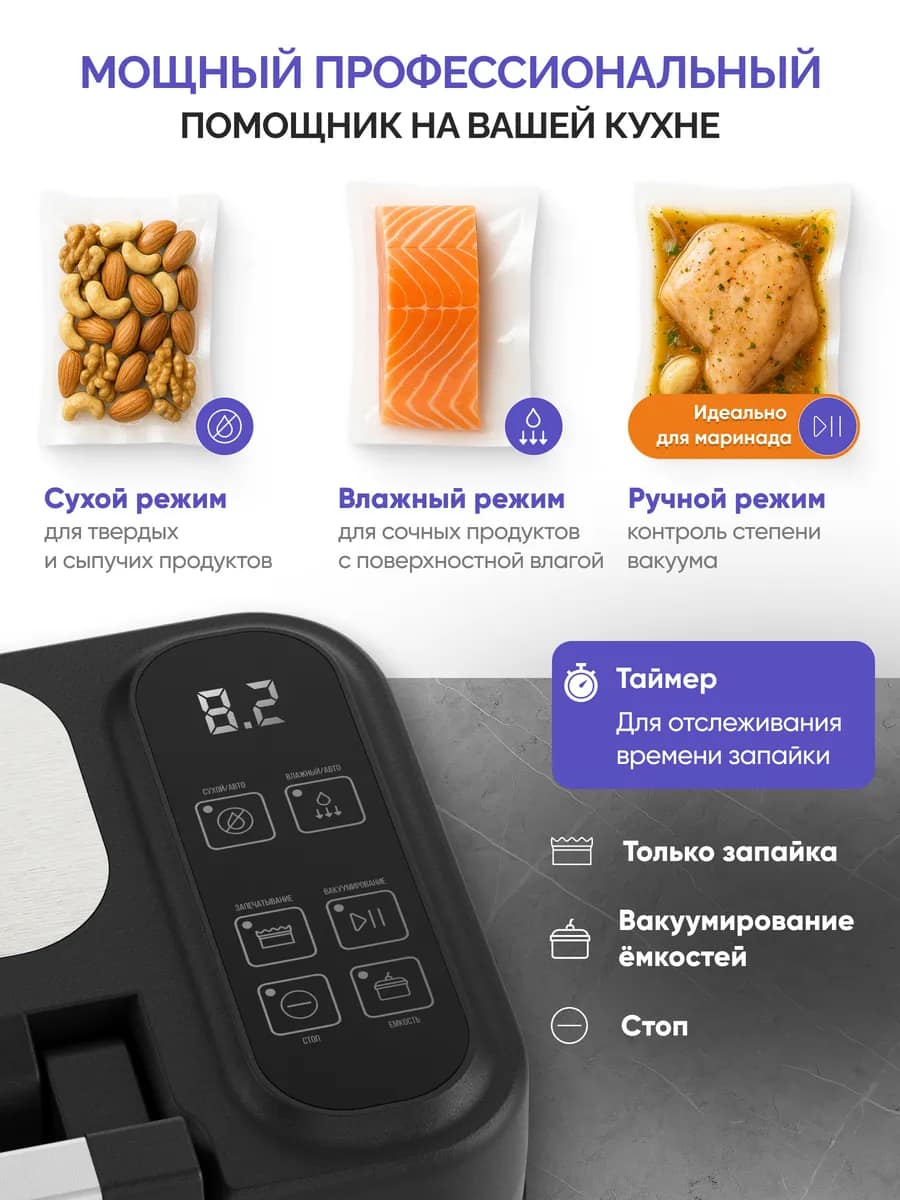 МОЩНЫЙ ПРОФЕССИОНАЛЬНЫЙ
ПОМОЩНИК НА ВАШЕЙ КУХНЕ
Идеально
для маринада
Сухой режим
для твердых
и сыпучих продуктов
Влажный режим
для сочных продуктов
с поверхностной влагой
Ручной режим
контроль степени
вакуума
8.2
СУХОЙ/АВТО
ВЛАЖНЫЙ/АВТО
ЗАПЕЧАТЫВАНИЕ
ВАКУУМИРОВАНИЕ
СТОП
ЕМКОСТЬ
Таймер
Для отслеживания
времени запайки
Только запайка
Вакуумирование
ёмкостей
Стоп